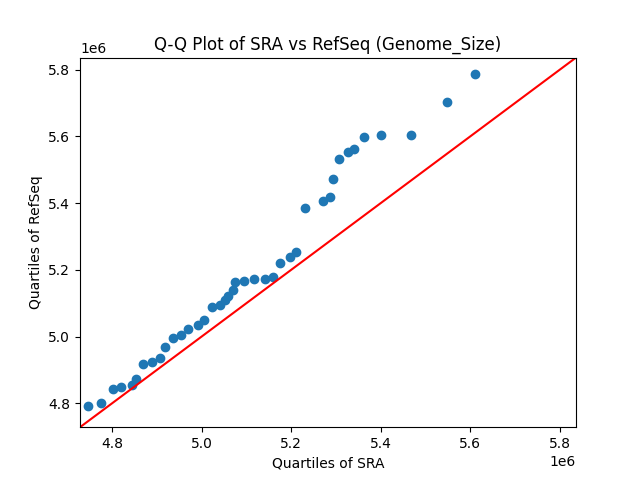 Q-Q Plot of SRA vs RefSeq (Genome_Size)
1e6
5.8
5.6
5.4
5.2
5.0
4.8
Quartiles of RefSeq
4.8 5.0 5.2 5.4 5.6 5.8
Quartiles of SRA
1e6